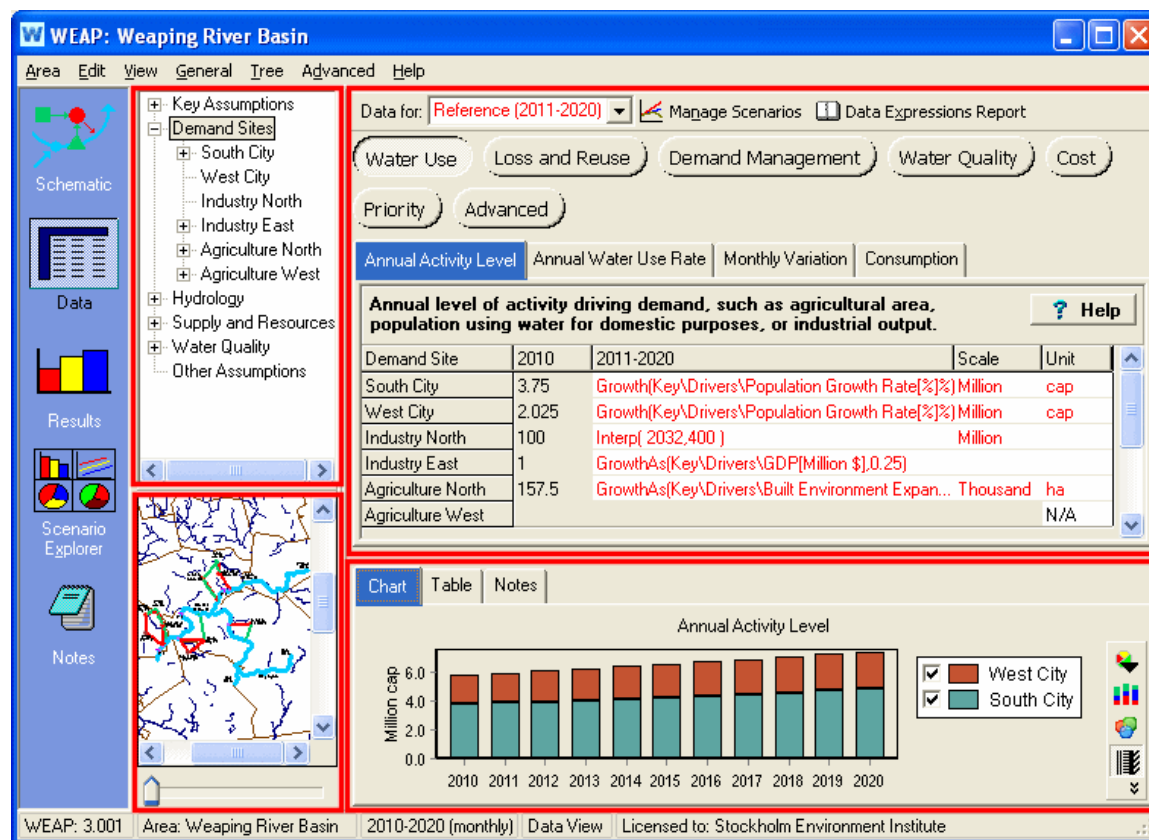 WEAP: Weaping River Basin
Area Edit View General Tree Advanced Help
Schematic
Data
Results
Scenario
Explorer
Notes
Key Assumptions
Demand Sites
South City
West City
Industry North
Industry East
Agriculture North
Agriculture West
Hydrology
Supply and Resources
Water Quality
Other Assumptions
Data for: Reference (2011-2020) Manage Scenarios Data Expressions Report
Water Use Loss and Reuse Demand Management Water Quality Cost
Priority Advanced
Annual Activity Level Annual Water Use Rate Monthly Variation Consumption
Annual level of activity driving demand, such as agricultural area,
population using water for domestic purposes, or industrial output.
? Help
Demand Site 2010 2011-2020 Scale Unit
South City 3.75 Growth(Key\Drivers\Population Growth Rate[%]%) Million cap
West City 2.025 Growth(Key\Drivers\Population Growth Rate[%]%) Million cap
Industry North 100 Interp( 2032,400 ) Million
Industry East 1 GrowthAs(Key\Drivers\GDP[Million $],0.25)
Agriculture North 157.5 GrowthAs(Key\Drivers\Built Environment Expan... Thousand ha
Agriculture West N/A
Chart Table Notes
Annual Activity Level
Million cap
6.0
4.0
2.0
0.0
2010 2011 2012 2013 2014 2015 2016 2017 2018 2019 2020
West City
South City
WEAP: 3.001 Area: Weaping River Basin 2010-2020 (monthly) Data View Licensed to: Stockholm Environment Institute